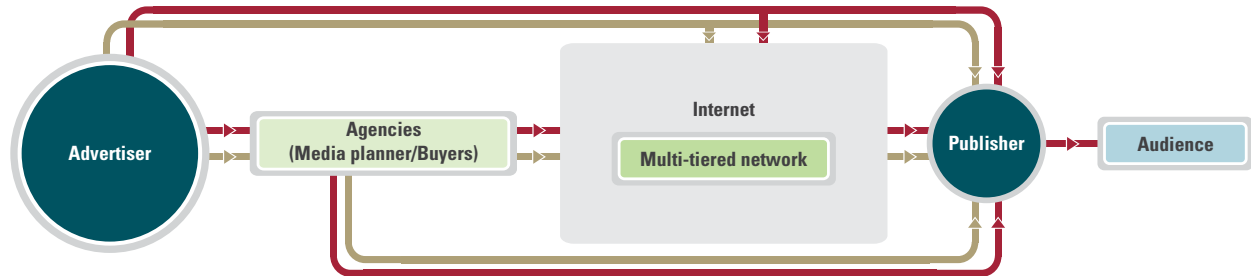 Advertiser
Agencies
(Media planner/Buyers)
Internet
Multi-tiered network
Publisher
Audience